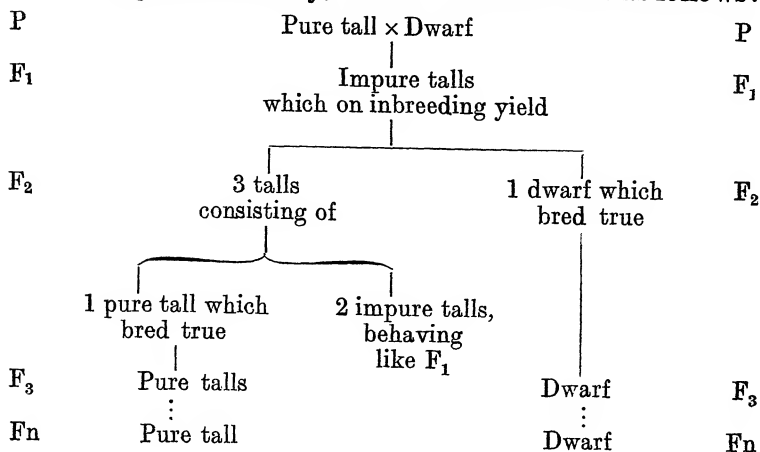 P Pure tall × Dwarf P
F₁ Impure talls F₁
which on inbreeding yield
F₂ 3 talls 1 dwarf which F₂
consisting of bred true
1 pure tall which 2 impure talls,
bred true behaving
like F₁
F₃ Pure talls Dwarf F₃
Fn Pure tall Dwarf Fn